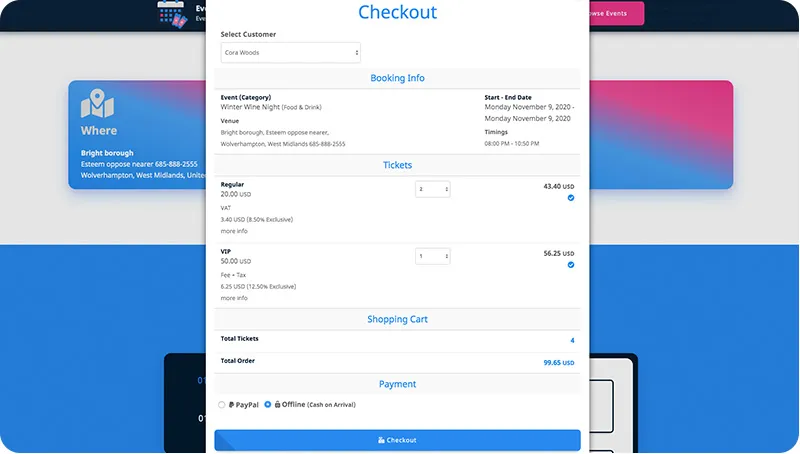 Eve
Even
wse Events
Checkout
Select Customer
Cora Woods
Booking Info
Event (Category)
Winter Wine Night (Food & Drink)
Venue
Bright borough, Esteem oppose nearer,
Wolverhampton, West Midlands 685-888-2555
Start - End Date
Monday November 9, 2020 -
Monday November 9, 2020
Timings
08:00 PM - 10:50 PM
Where
Bright borough
Esteem oppose nearer 685-888-2555
Wolverhampton, West Midlands, Unite
Tickets
Regular
20.00 USD
2
43.40 USD
VAT
3.40 USD (8.50% Exclusive)
more info
VIP
50.00 USD
1
56.25 USD
Fee + Tax
6.25 USD (12.50% Exclusive)
more info
Shopping Cart
Total Tickets
4
Total Order
99.65 USD
Payment
PayPal
Offline (Cash on Arrival)
Checkout
01
01